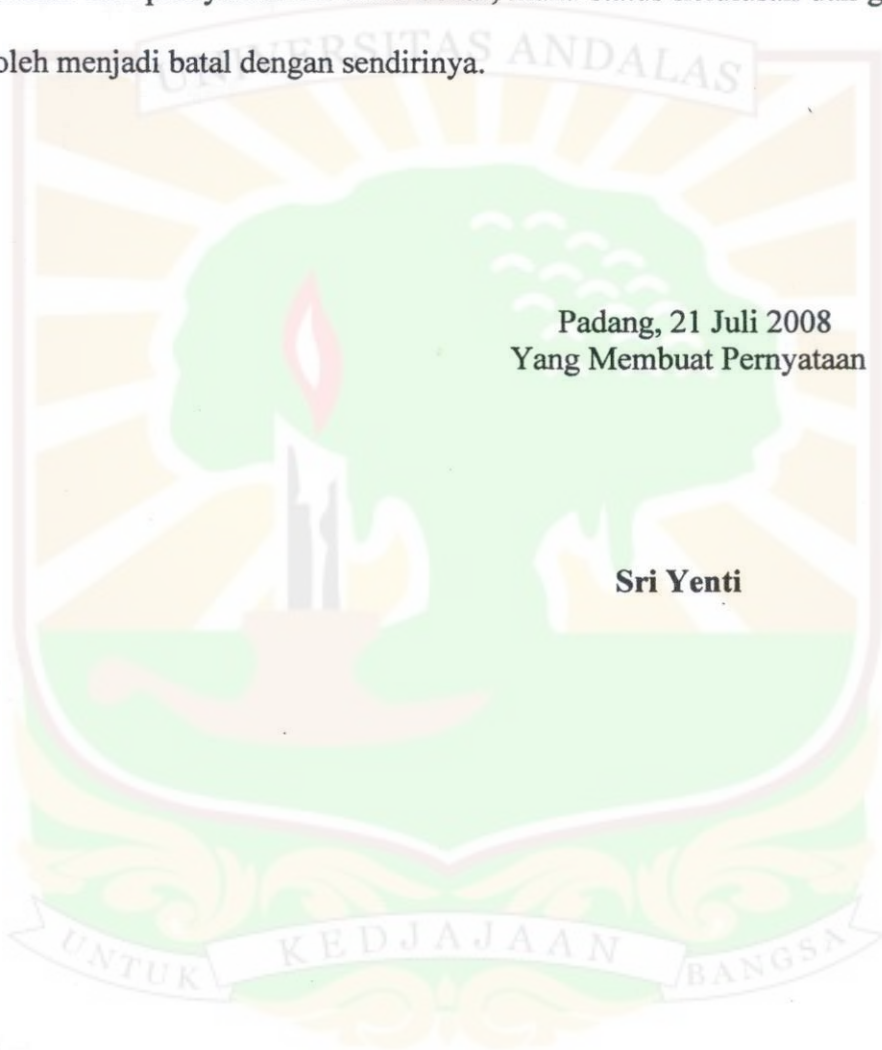 oleh menjadi batal dengan sendirinya.
UNIVERSITAS ANDALAS
Padang, 21 Juli 2008
Yang Membuat Pernyataan
Sri Yenti
UNTUK KEDJAJAAN BANGSA